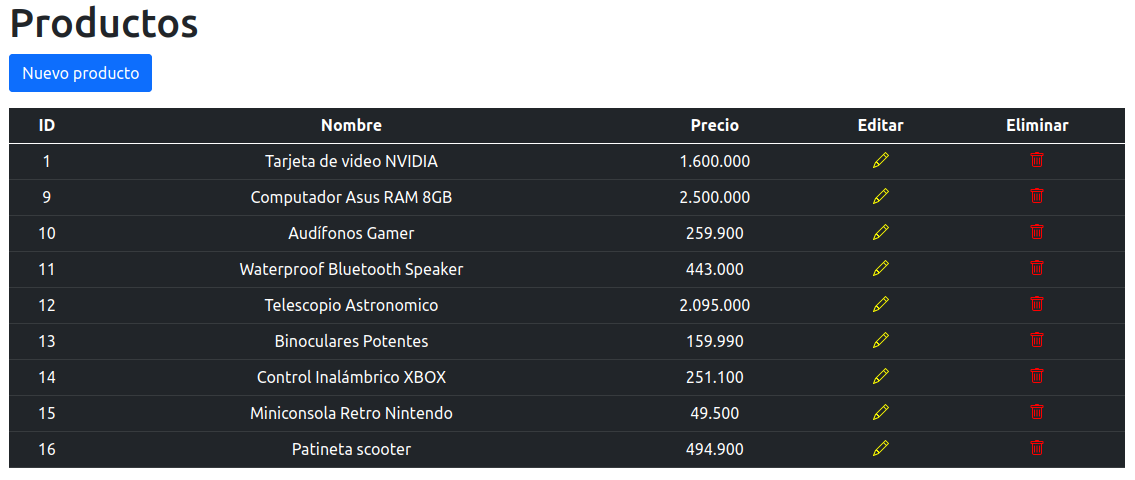 Productos
Nuevo producto
ID Nombre Precio Editar Eliminar
1 Tarjeta de video NVIDIA 1.600.000
9 Computador Asus RAM 8GB 2.500.000
10 Audífonos Gamer 259.900
11 Waterproof Bluetooth Speaker 443.000
12 Telescopio Astronomico 2.095.000
13 Binoculares Potentes 159.990
14 Control Inalámbrico XBOX 251.100
15 Miniconsola Retro Nintendo 49.500
16 Patineta scooter 494.900